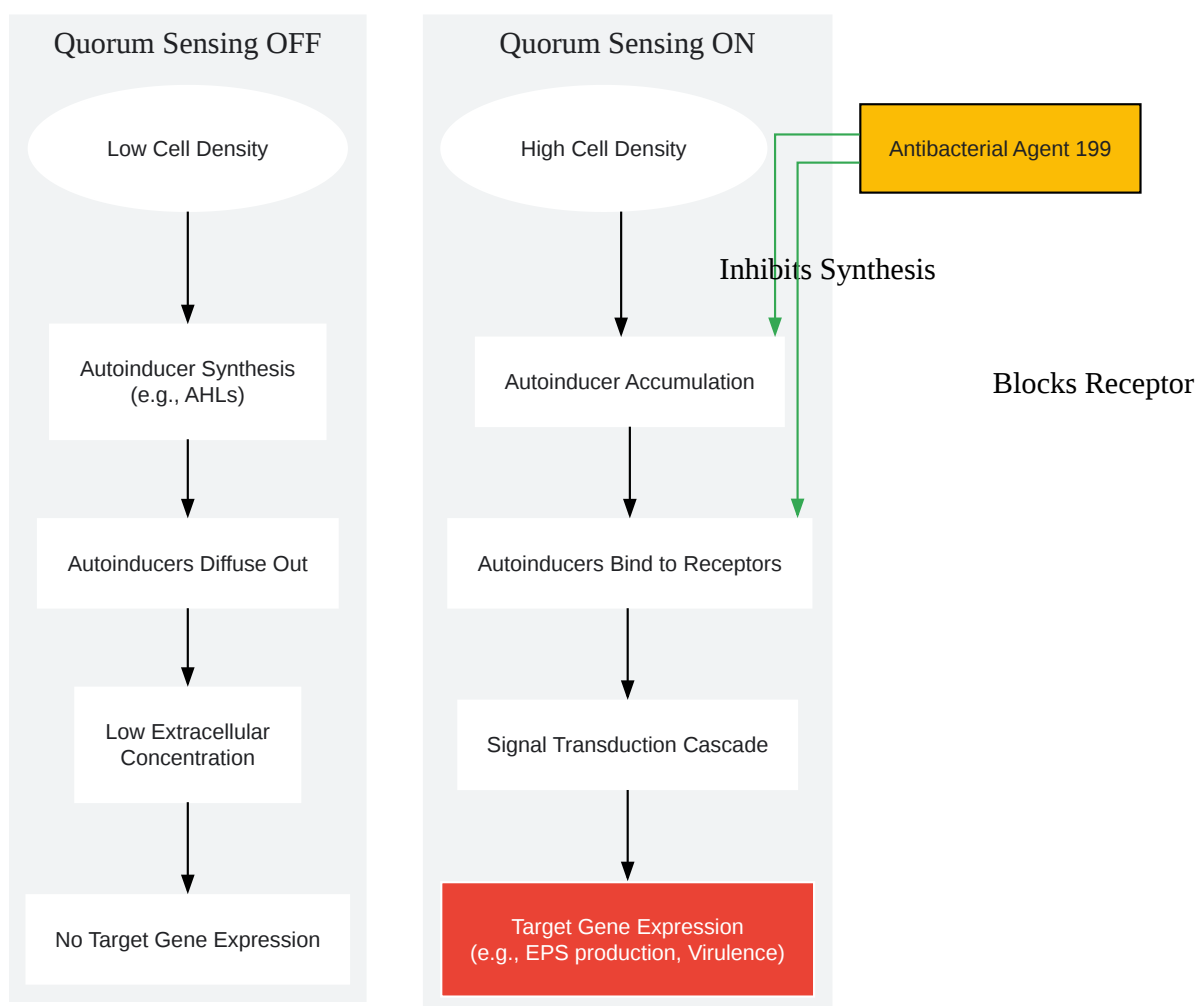 Quorum Sensing OFF
Low Cell Density
Autoinducer Synthesis
(e.g., AHLs)
Autoinducers Diffuse Out
Low Extracellular
Concentration
No Target Gene Expression
Quorum Sensing ON
High Cell Density
Autoinducer Accumulation
Autoinducers Bind to Receptors
Signal Transduction Cascade
Target Gene Expression
(e.g., EPS production, Virulence)
Antibacterial Agent 199
Inhibits Synthesis
Blocks Receptor